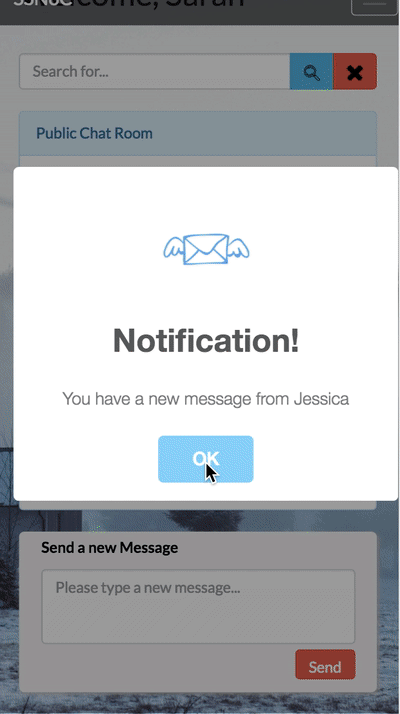 Search for...
Public Chat Room
Notification!
You have a new message from Jessica
OK
Send a new Message
Please type a new message...
Send